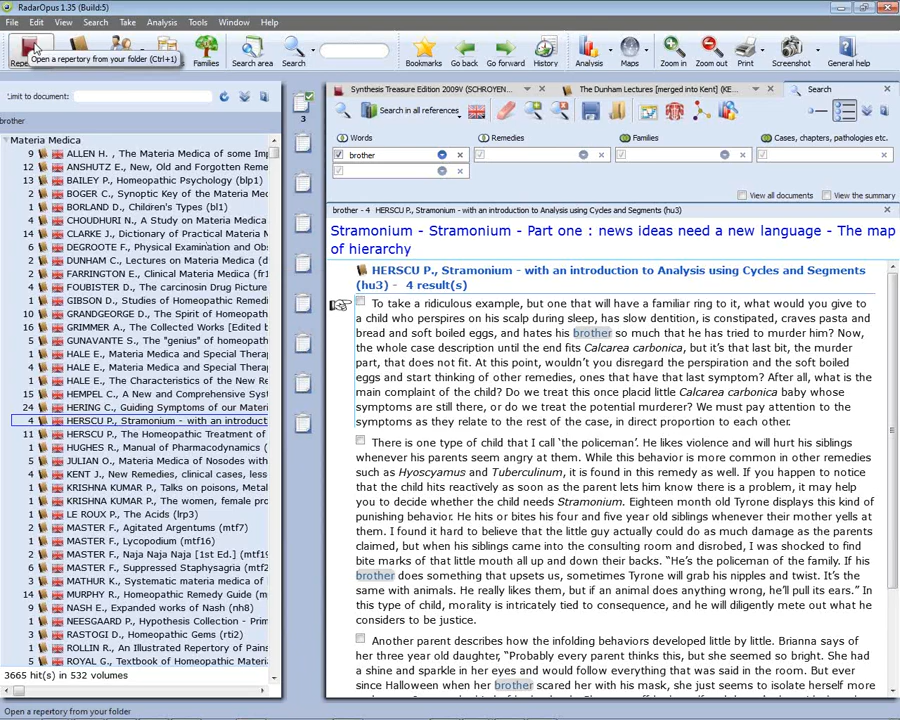 RadarOpus 1.35 (Build:5)
File Edit View Search Take Analysis Tools Window Help
Open a repertory from your folder (Ctrl+1)
Families Search area Search Bookmarks Go back Go forward History Analysis Maps Zoom in Zoom out Print Screenshot General help
Limit to document:
brother
Materia Medica
9 ALLEN H. , The Materia Medica of some Im
12 ANSHUTZ E., New, Old and Forgotten Reme
13 BAILEY P., Homeopathic Psychology (blp1)
2 BOGER C., Synoptic Key of the Materia Med
1 BORLAND D., Children's Types (bl1)
4 CHOUDHURI N., A Study on Materia Medica
14 CLARKE J., Dictionary of Practical Materia M
6 DEGROOTE F., Physical Examination and Obs
2 DUNHAM C., Lectures on Materia Medica (d
4 FARRINGTON E., Clinical Materia Medica (fr1
2 FOUBISTER D., The carcinosin Drug Picture
1 GIBSON D., Studies of Homeopathic Remedi
10 GRANDGEORGE D., The Spirit of Homeopath
16 GRIMMER A., The Collected Works [Edited b
5 GUNAVANTE S., The "genius" of homeopath
1 HALE E., Materia Medica and Special Therap
4 HALE E., Materia Medica and Special Therap
1 HALE E., The Characteristics of the New Re
15 HEMPEL C., A New and Comprehensive Syst
24 HERING C., Guiding Symptoms of our Materi
4 HERSCU P., Stramonium - with an introduct
11 HERSCU P., The Homeopathic Treatment of
1 HUGHES R., Manual of Pharmacodynamics (
5 JULIAN O., Materia Medica of Nosodes with
4 KENT J., New Remedies, clinical cases, less
1 KRISHNA KUMAR P., Talks on poisons, Metal
1 KRISHNA KUMAR P., The women, female pro
1 LE ROUX P., The Acids (lrp3)
2 MASTER F., Agitated Argentums (mtf7)
1 MASTER F., Lycopodium (mtf16)
2 MASTER F., Naja Naja Naja [1st Ed.] (mtf19
6 MASTER F., Suppressed Staphysagria (mtf2
3 MATHUR K., Systematic materia medica of
14 MURPHY R., Homeopathic Remedy Guide (m
9 NASH E., Expanded works of Nash (nh8)
3 NEESGAARD P., Hypothesis Collection - Prim
3 RASTOGI D., Homeopathic Gems (rti2)
1 ROLLIN R., An Illustrated Repertory of Pains
5 ROYAL G., Textbook of Homeopathic Materia
3665 hit(s) in 532 volumes
Open a repertory from your folder
3
Synthesis Treasure Edition 2009V (SCHROYEN... The Dunham Lectures [merged into Kent] (KE... Search
Search in all references
Words Remedies Families Cases, chapters, pathologies etc.
brother
View all documents View the summary
brother - 4 HERSCU P., Stramonium - with an introduction to Analysis using Cycles and Segments (hu3)
Stramonium - Stramonium - Part one : news ideas need a new language - The map
of hierarchy
HERSCU P., Stramonium - with an introduction to Analysis using Cycles and Segments
(hu3) - 4 result(s)
To take a ridiculous example, but one that will have a familiar ring to it, what would you give to
a child who perspires on his scalp during sleep, has slow dentition, is constipated, craves pasta and
bread and soft boiled eggs, and hates his brother so much that he has tried to murder him? Now,
the whole case description until the end fits Calcarea carbonica, but it's that last bit, the murder
part, that does not fit. At this point, wouldn't you disregard the perspiration and the soft boiled
eggs and start thinking of other remedies, ones that have that last symptom? After all, what is the
main complaint of the child? Do we treat this once placid little Calcarea carbonica baby whose
symptoms are still there, or do we treat the potential murderer? We must pay attention to the
symptoms as they relate to the rest of the case, in direct proportion to each other.
There is one type of child that I call 'the policeman'. He likes violence and will hurt his siblings
whenever his parents seem angry at them. While this behavior is more common in other remedies
such as Hyoscyamus and Tuberculinum, it is found in this remedy as well. If you happen to notice
that the child hits reactively as soon as the parent lets him know there is a problem, it may help
you to decide whether the child needs Stramonium. Eighteen month old Tyrone displays this kind of
punishing behavior. He hits or bites his four and five year old siblings whenever their mother yells at
them. I found it hard to believe that the little guy actually could do as much damage as the parents
claimed, but when his siblings came into the consulting room and disrobed, I was shocked to find
bite marks of that little mouth all up and down their backs. "He's the policeman of the family. If his
brother does something that upsets us, sometimes Tyrone will grab his nipples and twist. It's the
same with animals. He really likes them, but if an animal does anything wrong, he'll pull its ears." In
this type of child, morality is intricately tied to consequence, and he will diligently mete out what he
considers to be justice.
Another parent describes how the infolding behaviors developed little by little. Brianna says of
her three year old daughter, "Probably every parent thinks this, but she seemed so bright. She had
a shine and sparkle in her eyes and would follow everything that was said in the room. But ever
since Halloween when her brother scared her with his mask, she just seems to isolate herself more